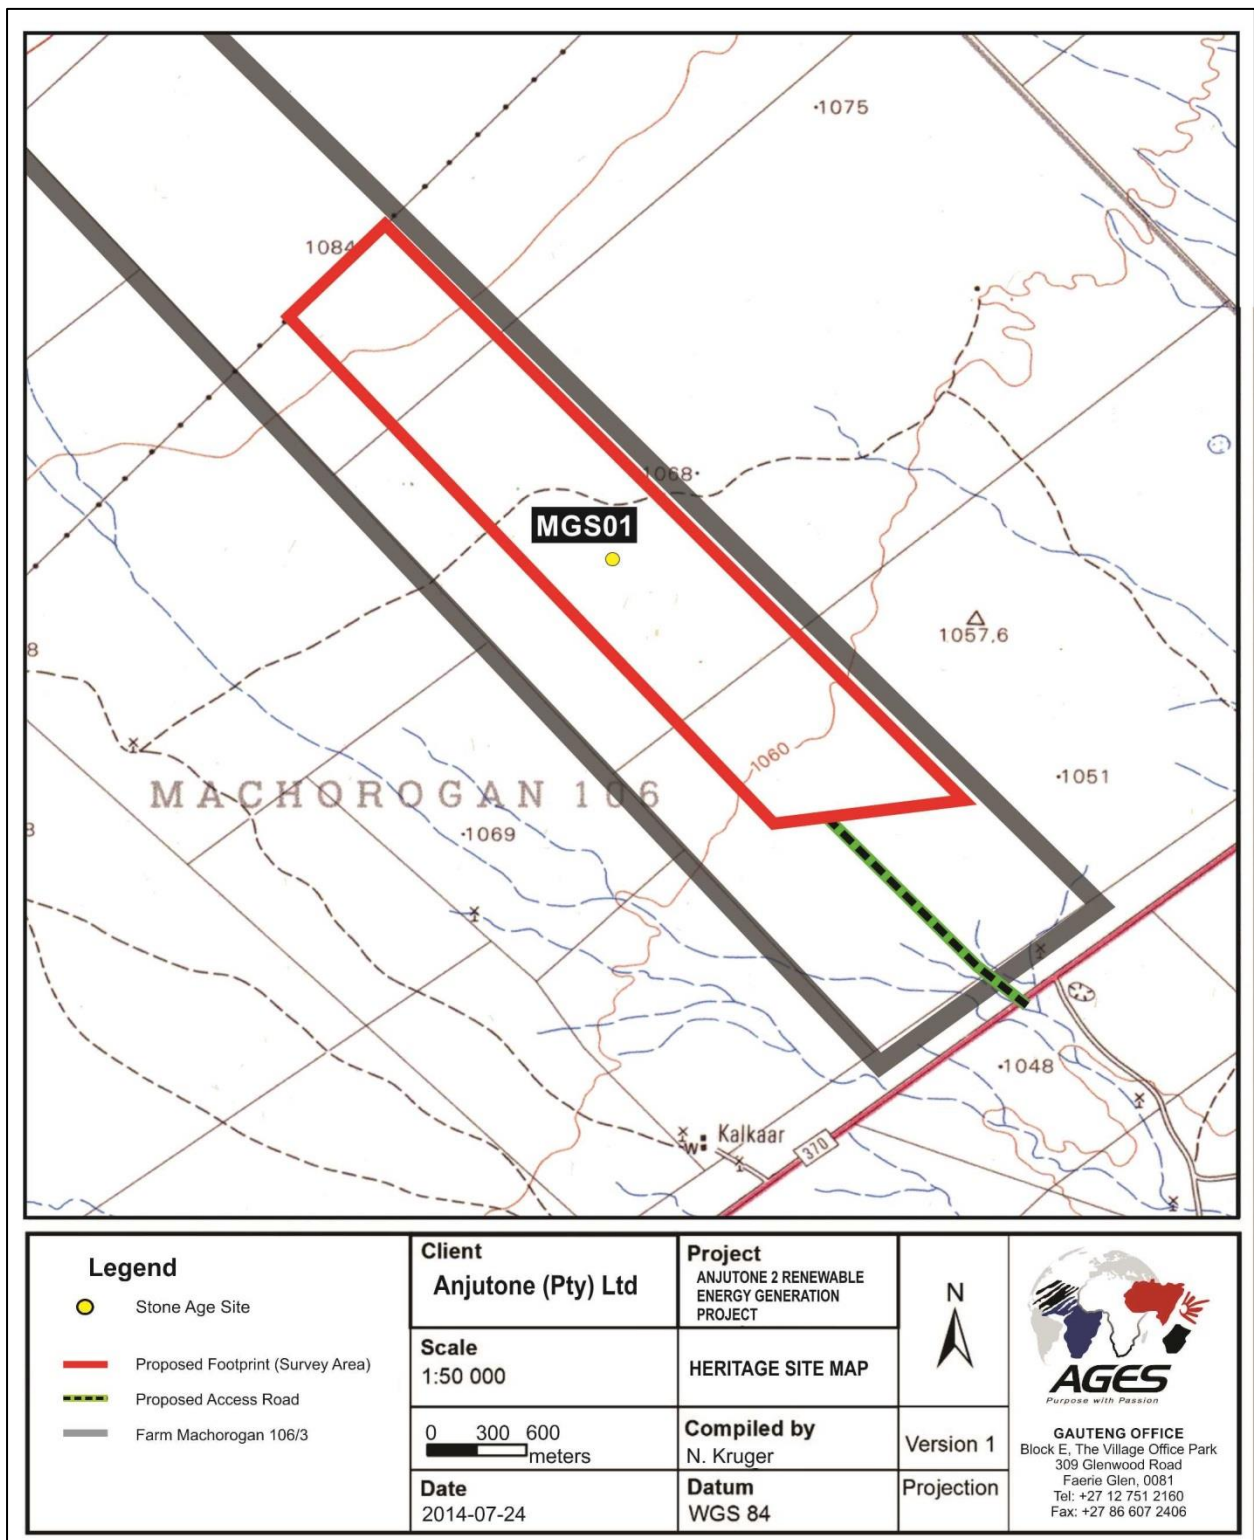 1075
1084
1068
MGS01
1057,6
8
1060
1051
MACHOROGAN 106
8
1069
1048
Kalkaar
W
370
Legend
Stone Age Site
Proposed Footprint (Survey Area)
Proposed Access Road
Farm Machorogan 106/3
Client
Anjutone (Pty) Ltd
Project
ANJUTONE 2 RENEWABLE
ENERGY GENERATION
PROJECT
Scale
1:50 000
HERITAGE SITE MAP
0 300 600
meters
Compiled by
N. Kruger
Date
2014-07-24
Datum
WGS 84
N
Version 1
Projection
AGES
Purpose with Passion
GAUTENG OFFICE
Block E, The Village Office Park
309 Glenwood Road
Faerie Glen, 0081
Tel: +27 12 751 2160
Fax: +27 86 607 2406